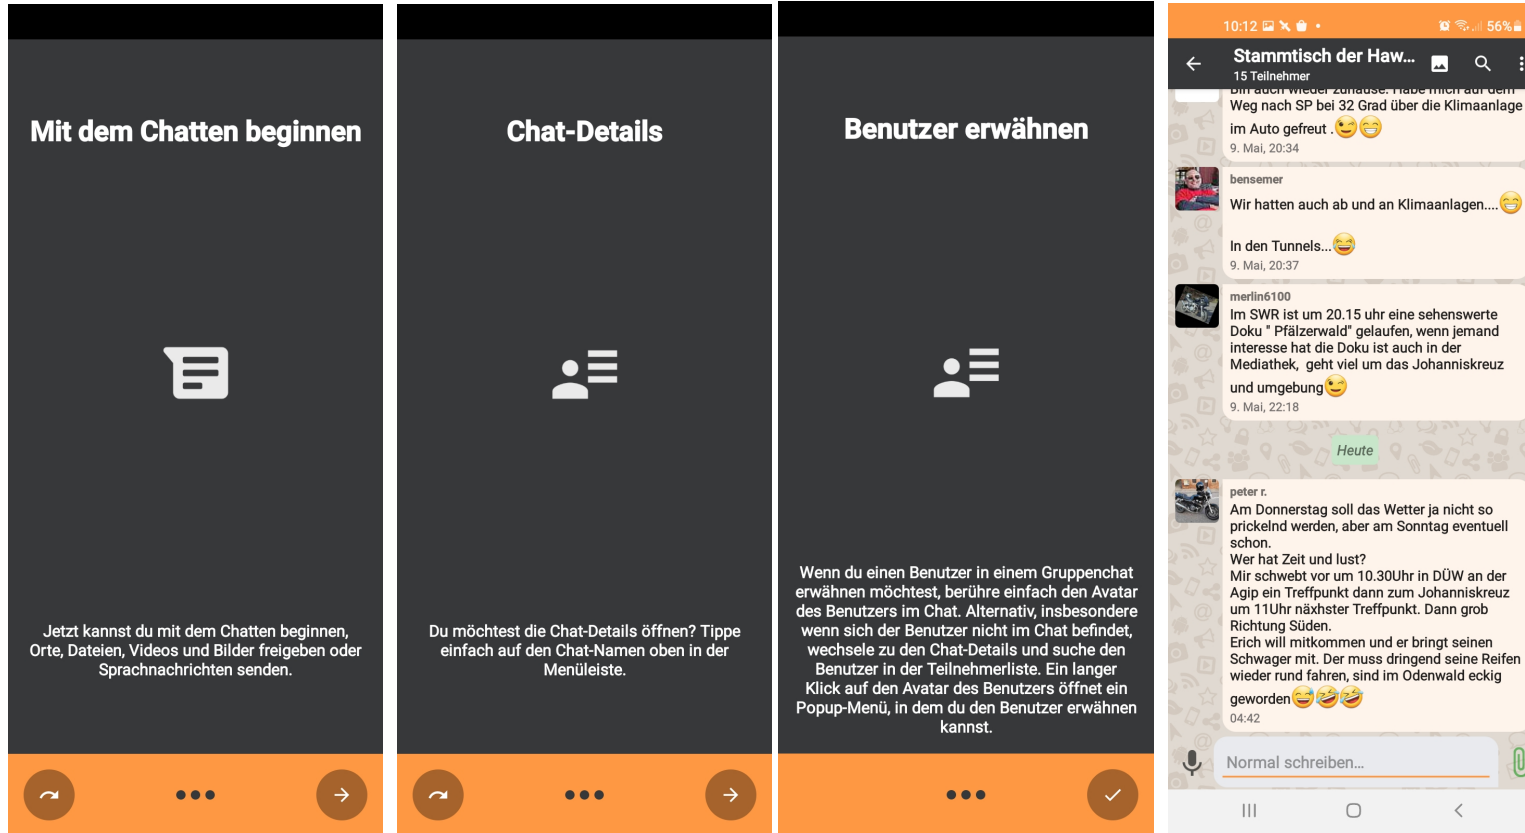 Mit dem Chatten beginnen
Jetzt kannst du mit dem Chatten beginnen,
Orte, Dateien, Videos und Bilder freigeben oder
Sprachnachrichten senden.
Chat-Details
Du möchtest die Chat-Details öffnen? Tippe
einfach auf den Chat-Namen oben in der
Menüleiste.
Benutzer erwähnen
Wenn du einen Benutzer in einem Gruppenchat
erwähnen möchtest, berühre einfach den Avatar
des Benutzers im Chat. Alternativ, insbesondere
wenn sich der Benutzer nicht im Chat befindet,
wechsele zu den Chat-Details und suche den
Benutzer in der Teilnehmerliste. Ein langer
Klick auf den Avatar des Benutzers öffnet ein
Popup-Menü, in dem du den Benutzer erwähnen
kannst.
10:12 56%
Stammtisch der Haw...
15 Teilnehmer
Bin auch wieder zuhause. Habe mich auf dem
Weg nach SP bei 32 Grad über die Klimaanlage
im Auto gefreut .😉😁
9. Mai, 20:34
bensemer
Wir hatten auch ab und an Klimaanlagen....😁
In den Tunnels...😅
9. Mai, 20:37
merlin6100
Im SWR ist um 20.15 uhr eine sehenswerte
Doku " Pfälzerwald" gelaufen, wenn jemand
interesse hat die Doku ist auch in der
Mediathek, geht viel um das Johanniskreuz
und umgebung😉
9. Mai, 22:18
Heute
peter r.
Am Donnerstag soll das Wetter ja nicht so
prickelnd werden, aber am Sonntag eventuell
schon.
Wer hat Zeit und lust?
Mir schwebt vor um 10.30Uhr in DÜW an der
Agip ein Treffpunkt dann zum Johanniskreuz
um 11Uhr näxhster Treffpunkt. Dann grob
Richtung Süden.
Erich will mitkommen und er bringt seinen
Schwager mit. Der muss dringend seine Reifen
wieder rund fahren, sind im Odenwald eckig
geworden😅🤣🤣
04:42
Normal schreiben...